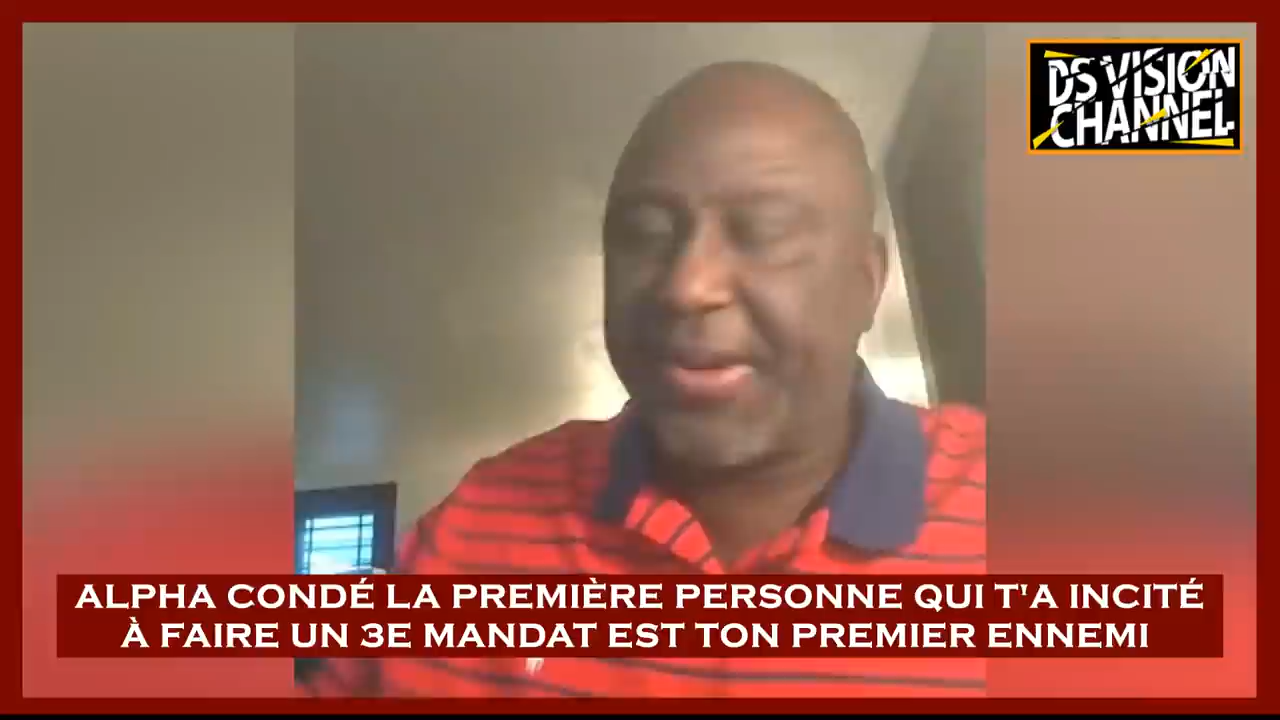 DS VISION
CHANNEL
ALPHA CONDÉ LA PREMIÈRE PERSONNE QUI T'A INCITÉ
À FAIRE UN 3E MANDAT EST TON PREMIER ENNEMI